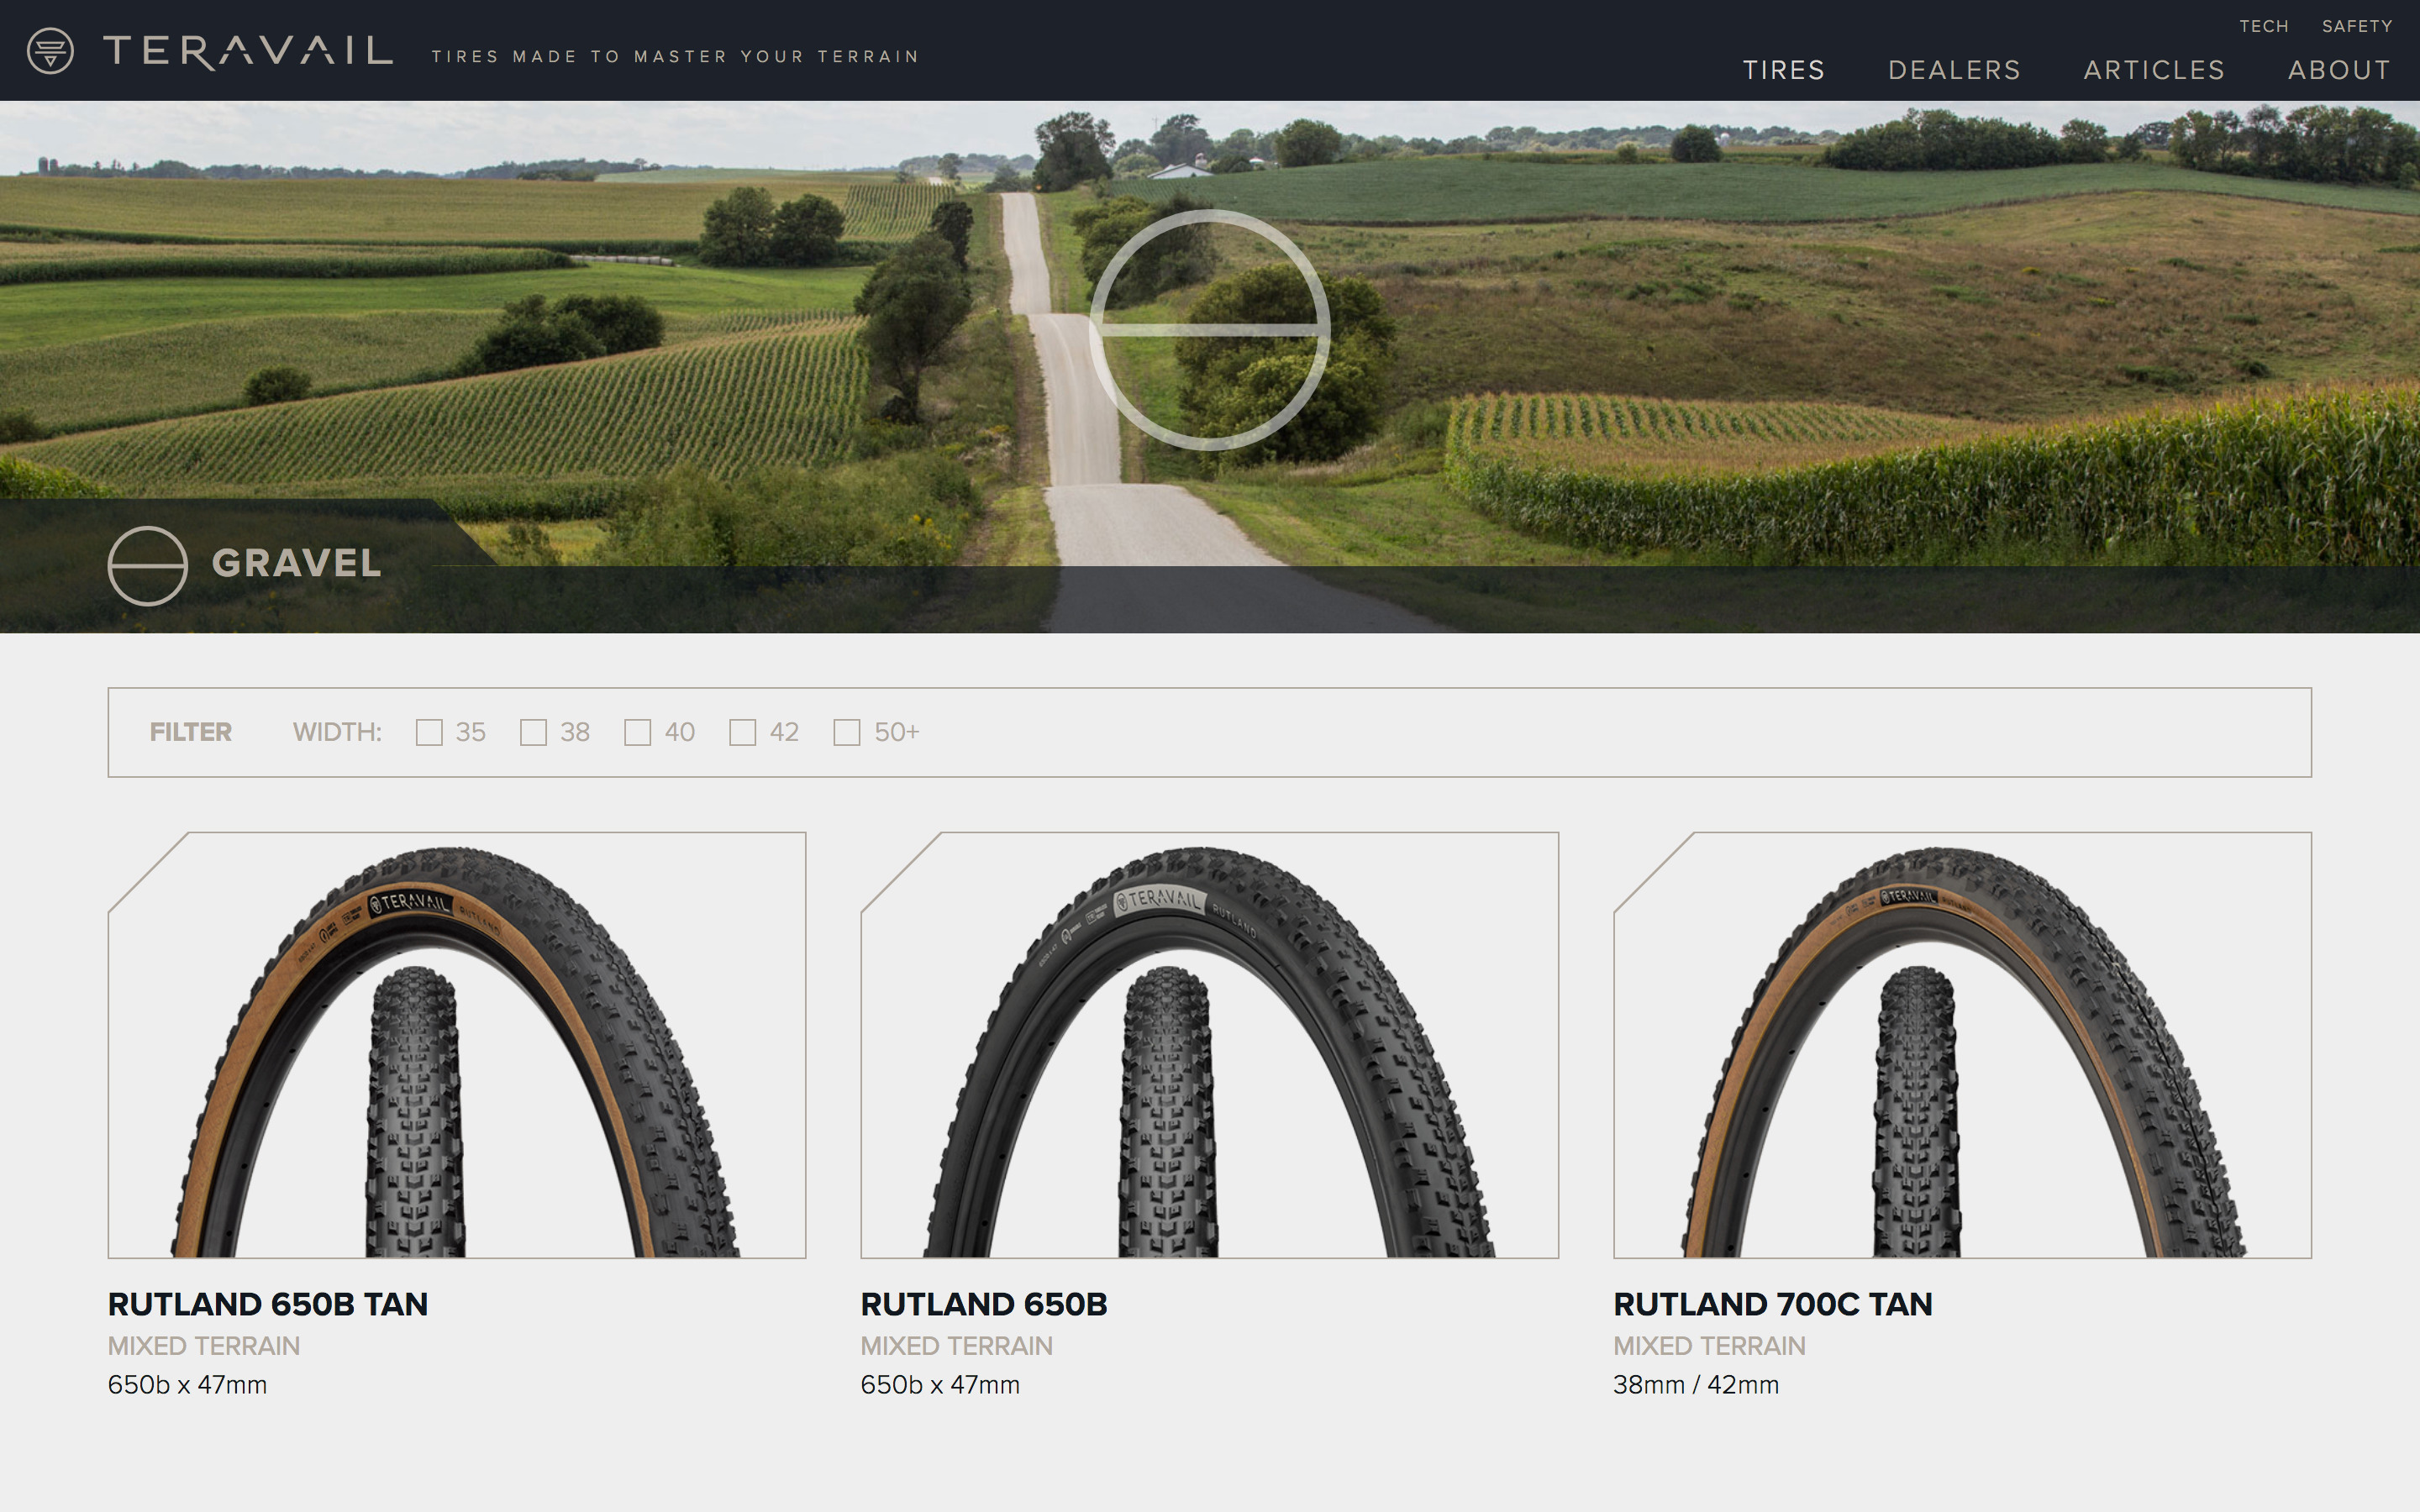 TERAVAIL
TIRES MADE TO MASTER YOUR TERRAIN
TECH SAFETY
TIRES DEALERS ARTICLES ABOUT
GRAVEL
FILTER WIDTH: 35 38 40 42 50+
TERAVAIL RUTLAND
TERAVAIL RUTLAND
TERAVAIL RUTLAND
RUTLAND 650B TAN
MIXED TERRAIN
650b x 47mm
RUTLAND 650B
MIXED TERRAIN
650b x 47mm
RUTLAND 700C TAN
MIXED TERRAIN
38mm / 42mm